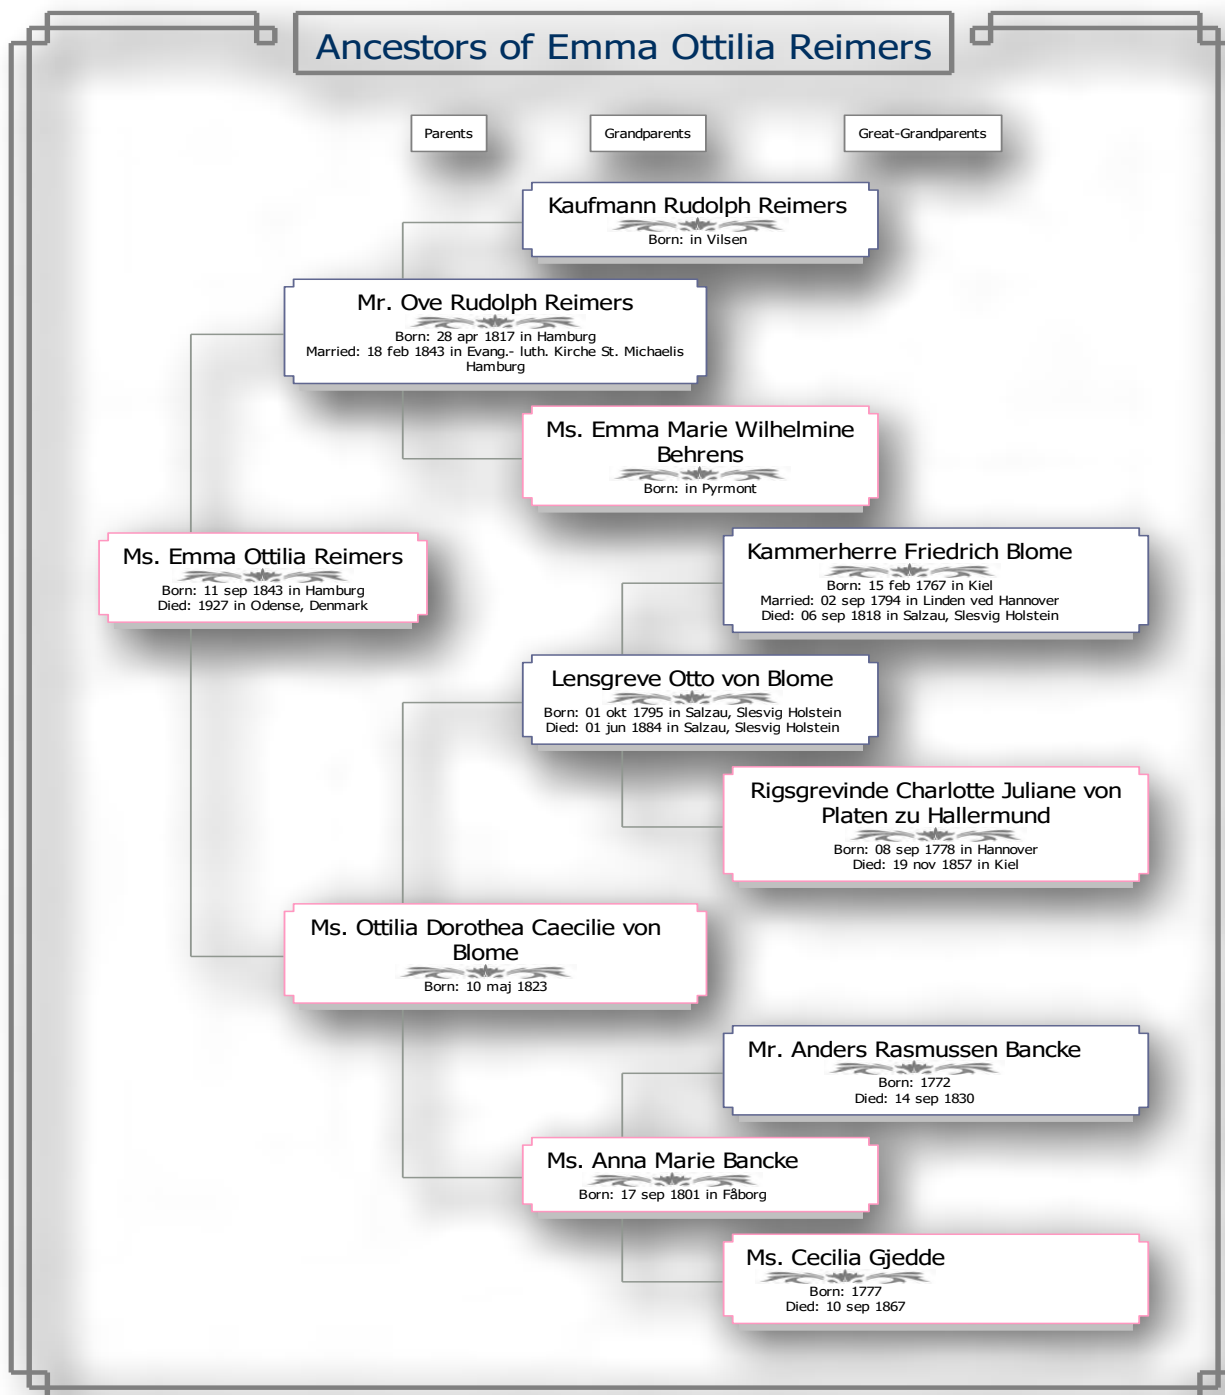 Ancestors of Emma Ottilia Reimers
Parents
Grandparents
Great-Grandparents
Kaufmann Rudolph Reimers
Born: in Vilsen
Mr. Ove Rudolph Reimers
Born: 28 apr 1817 in Hamburg
Married: 18 feb 1843 in Evang.- luth. Kirche St. Michaelis
Hamburg
Ms. Emma Marie Wilhelmine
Behrens
Born: in Pyrmont
Ms. Emma Ottilia Reimers
Born: 11 sep 1843 in Hamburg
Died: 1927 in Odense, Denmark
Kammerherre Friedrich Blome
Born: 15 feb 1767 in Kiel
Married: 02 sep 1794 in Linden ved Hannover
Died: 06 sep 1818 in Salzau, Slesvig Holstein
Lensgreve Otto von Blome
Born: 01 okt 1795 in Salzau, Slesvig Holstein
Died: 01 jun 1884 in Salzau, Slesvig Holstein
Rigsgrevinde Charlotte Juliane von
Platen zu Hallermund
Born: 08 sep 1778 in Hannover
Died: 19 nov 1857 in Kiel
Ms. Ottilia Dorothea Caecilie von
Blome
Born: 10 maj 1823
Mr. Anders Rasmussen Bancke
Born: 1772
Died: 14 sep 1830
Ms. Anna Marie Bancke
Born: 17 sep 1801 in Fåborg
Ms. Cecilia Gjedde
Born: 1777
Died: 10 sep 1867